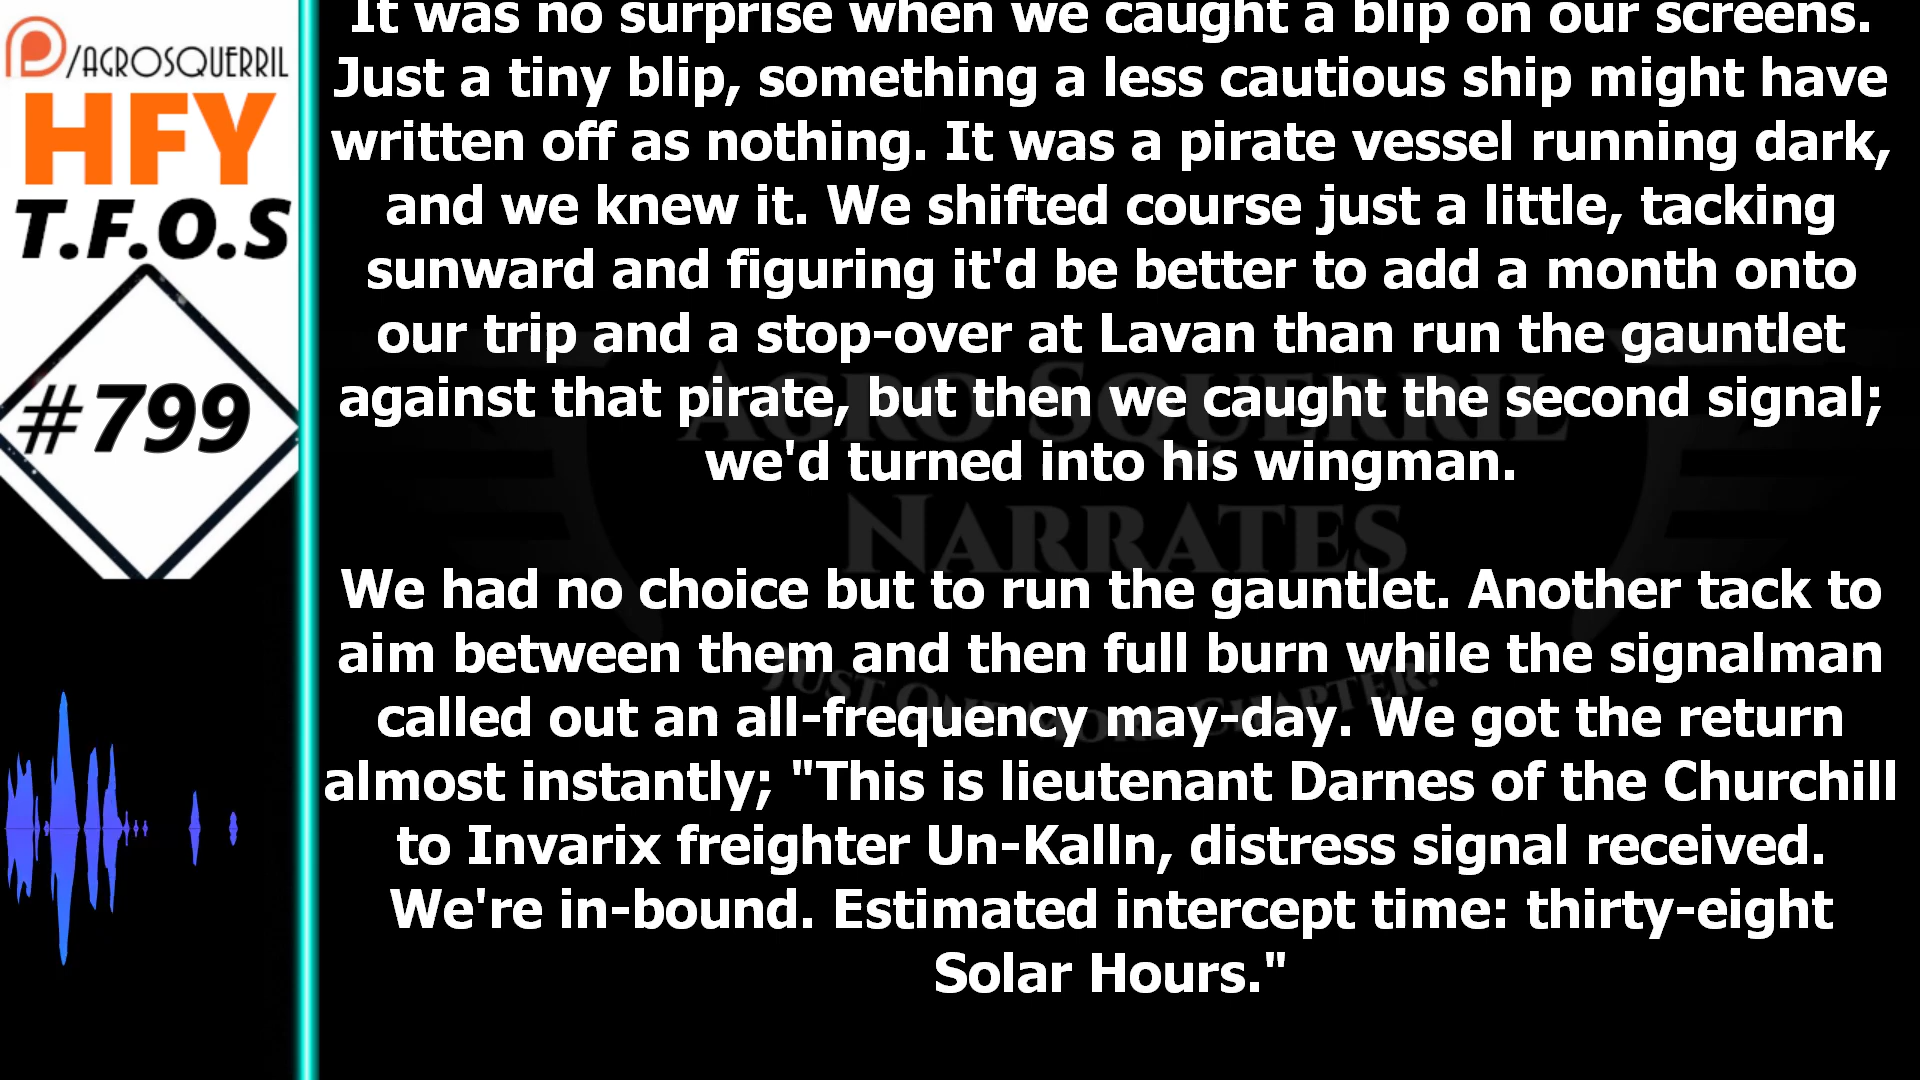 /AGROSQUERRIL
HFY
T.F.O.S
#799
It was no surprise when we caught a blip on our screens.
Just a tiny blip, something a less cautious ship might have
written off as nothing. It was a pirate vessel running dark,
and we knew it. We shifted course just a little, tacking
sunward and figuring it'd be better to add a month onto
our trip and a stop-over at Lavan than run the gauntlet
against that pirate, but then we caught the second signal;
we'd turned into his wingman.
We had no choice but to run the gauntlet. Another tack to
aim between them and then full burn while the signalman
called out an all-frequency may-day. We got the return
almost instantly; "This is lieutenant Darnes of the Churchill
to Invarix freighter Un-Kalln, distress signal received.
We're in-bound. Estimated intercept time: thirty-eight
Solar Hours."
AGRO SQUERRIL
NARRATES
JUST ONE MORE CHAPTER.